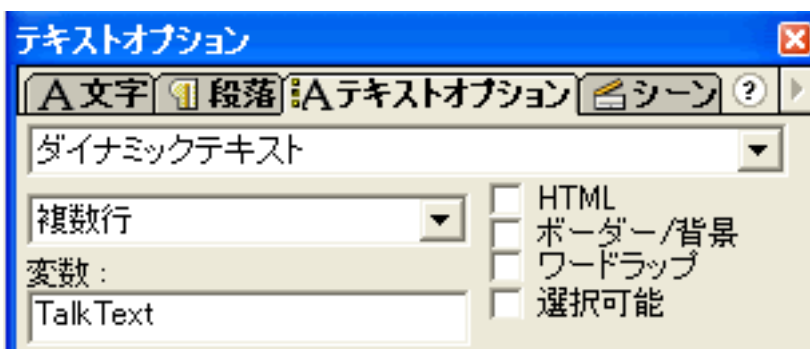 テキストオプション
A 文字 段落 A テキストオプション シーン ?
ダイナミックテキスト
複数行
変数:
TalkText
HTML
ボーダー/背景
ワードラップ
選択可能